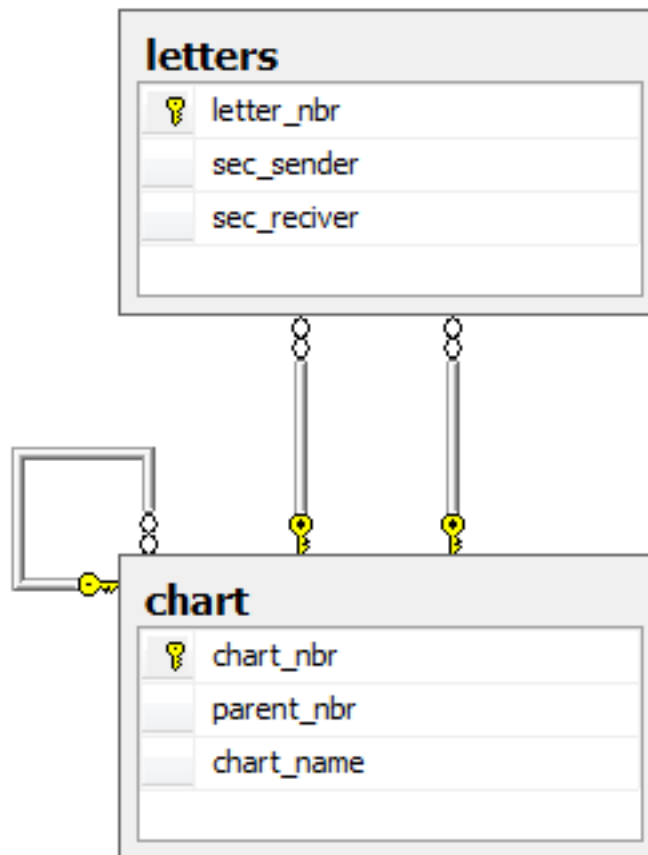 letters
letter_nbr
sec_sender
sec_reciver
chart
chart_nbr
parent_nbr
chart_name